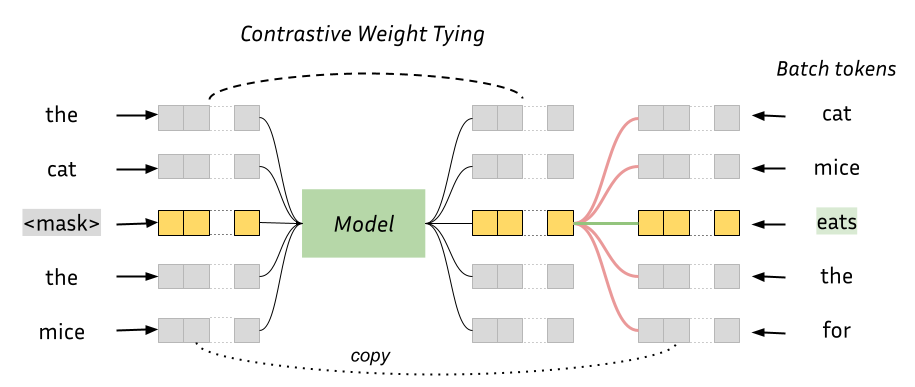 Contrastive Weight Tying
Batch tokens
the
cat
cat
mice
<mask>
Model
eats
the
the
mice
for
copy